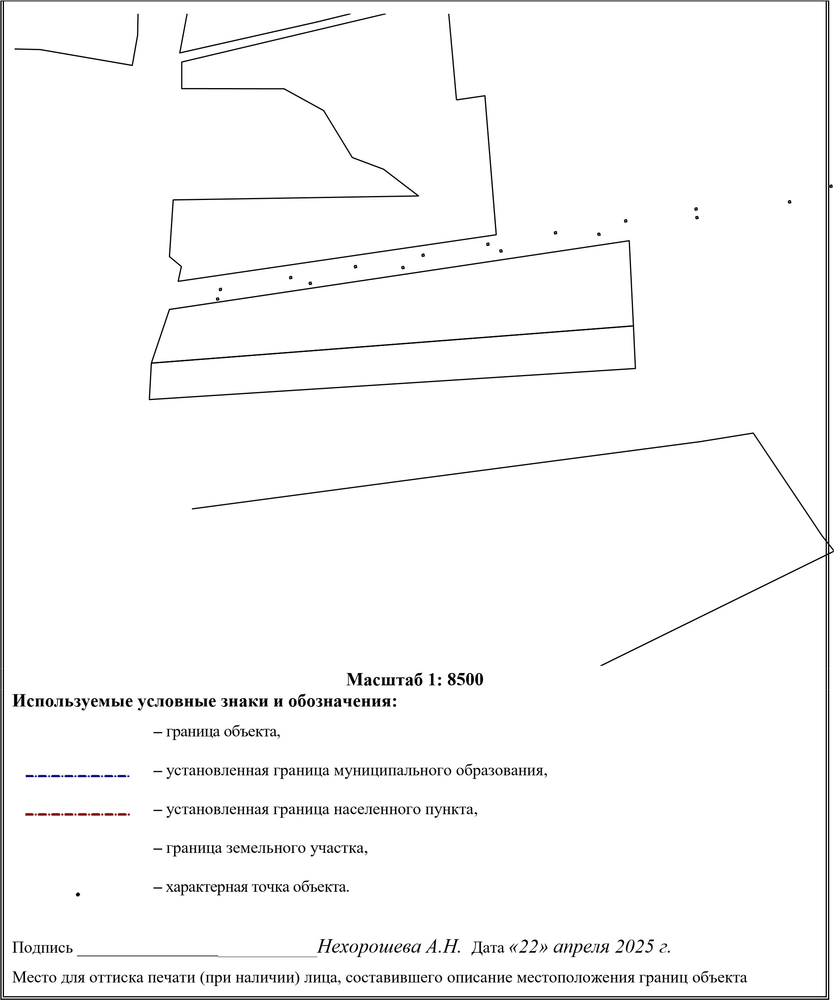 Масштаб 1: 8500
Используемые условные знаки и обозначения:
– граница объекта,
– установленная граница муниципального образования,
– установленная граница населенного пункта,
– граница земельного участка,
– характерная точка объекта.
Подпись ____________________________Нехорошева А.Н. Дата «22» апреля 2025 г.
Место для оттиска печати (при наличии) лица, составившего описание местоположения границ объекта